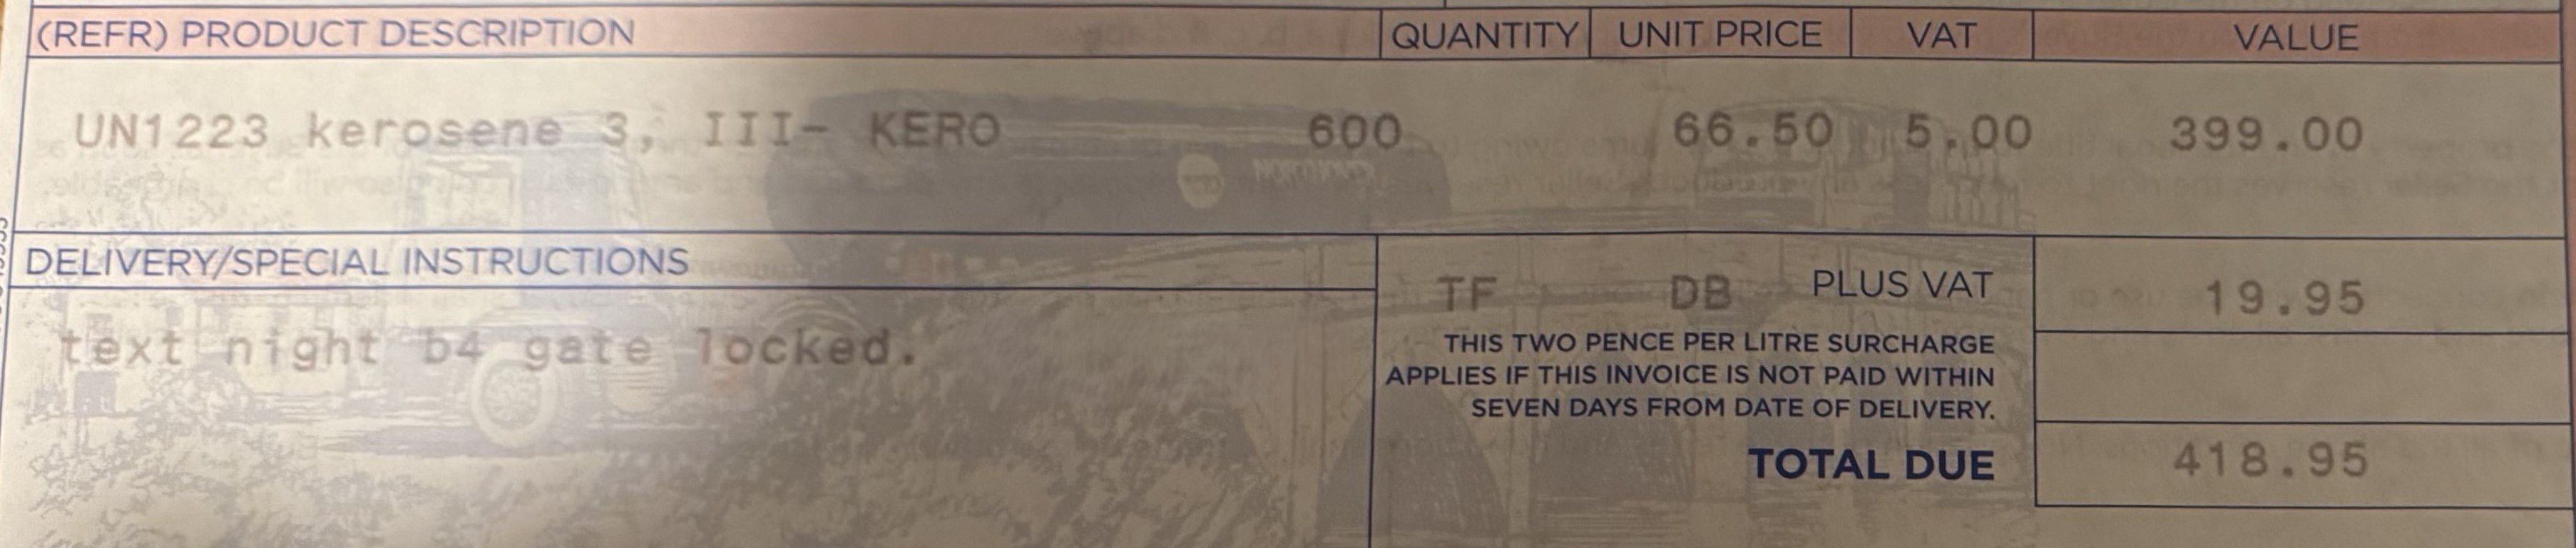 (REFR) PRODUCT DESCRIPTION QUANTITY UNIT PRICE VAT VALUE
UN1223 kerosene 3, III- KERO 600 66.50 5.00 399.00
DELIVERY/SPECIAL INSTRUCTIONS
text night b4 gate locked.
TF DB PLUS VAT 19.95
THIS TWO PENCE PER LITRE SURCHARGE
APPLIES IF THIS INVOICE IS NOT PAID WITHIN
SEVEN DAYS FROM DATE OF DELIVERY.
TOTAL DUE 418.95